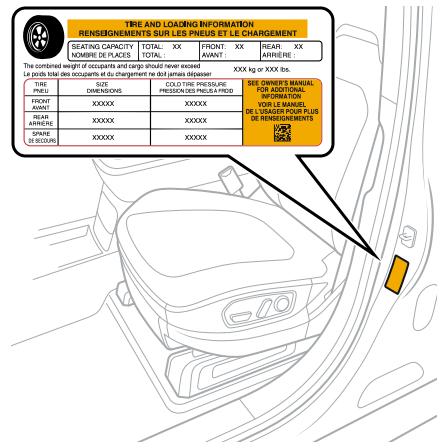 TIRE AND LOADING INFORMATION
RENSEIGNEMENTS SUR LES PNEUS ET LE CHARGEMENT
SEATING CAPACITY TOTAL: XX FRONT: XX REAR: XX
NOMBRE DE PLACES TOTAL : AVANT : ARRIÈRE :
The combined weight of occupants and cargo should never exceed
Le poids total des occupants et du chargement ne doit jamais dépasser
XXX kg or XXX lbs.
TIRE SIZE COLD TIRE PRESSURE
PNEU DIMENSIONS PRESSION DES PNEUS À FROID
FRONT
AVANT XXXXX XXXXX
REAR
ARRIÈRE XXXXX XXXXX
SPARE
DE SECOURS XXXXX XXXXX
SEE OWNER'S MANUAL
FOR ADDITIONAL
INFORMATION
VOIR LE MANUEL
DE L'USAGER POUR PLUS
DE RENSEIGNEMENTS